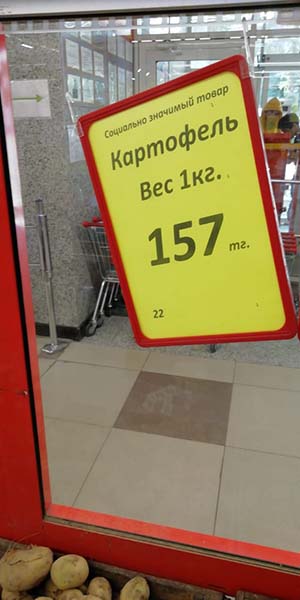 Социально значимый товар
Картофель
Вес 1кг.
157 тг.
22